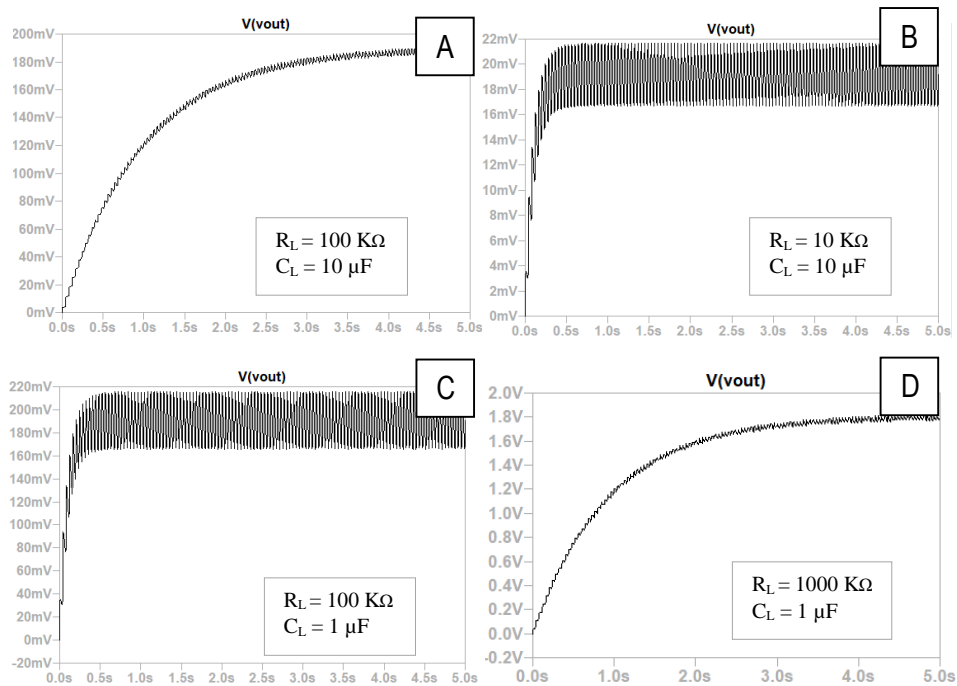 V(vout)
A
200mV
180mV
160mV
140mV
120mV
100mV
80mV
60mV
40mV
20mV
0mV
R_L = 100 KΩ
C_L = 10 µF
0.0s 0.5s 1.0s 1.5s 2.0s 2.5s 3.0s 3.5s 4.0s 4.5s 5.0s
V(vout)
B
22mV
20mV
18mV
16mV
14mV
12mV
10mV
8mV
6mV
4mV
2mV
0mV
R_L = 10 KΩ
C_L = 10 µF
0.0s 0.5s 1.0s 1.5s 2.0s 2.5s 3.0s 3.5s 4.0s 4.5s 5.0s
V(vout)
C
220mV
200mV
180mV
160mV
140mV
120mV
100mV
80mV
60mV
40mV
20mV
0mV
-20mV
R_L = 100 KΩ
C_L = 1 µF
0.0s 0.5s 1.0s 1.5s 2.0s 2.5s 3.0s 3.5s 4.0s 4.5s 5.0s
V(vout)
D
2.0V
1.8V
1.6V
1.4V
1.2V
1.0V
0.8V
0.6V
0.4V
0.2V
0.0V
-0.2V
R_L = 1000 KΩ
C_L = 1 µF
0.0s 1.0s 2.0s 3.0s 4.0s 5.0s